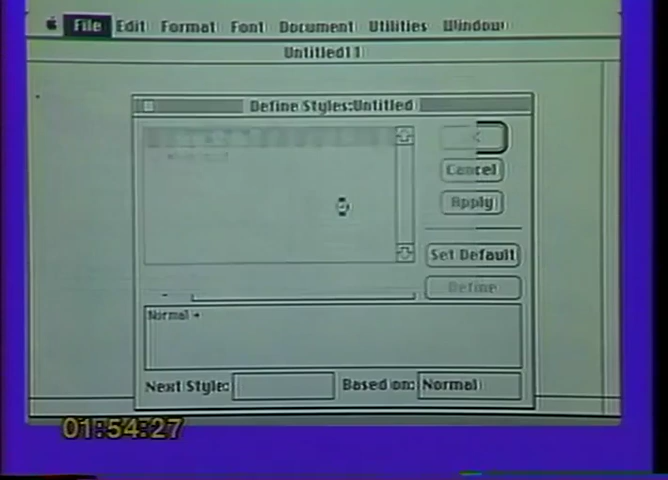 File Edit Format Font Document Utilities Window
Untitled11
Define Styles:Untitled
Cancel
Apply
Set Default
Define
Normal +
Next Style:
Based on: Normal
01:54:27